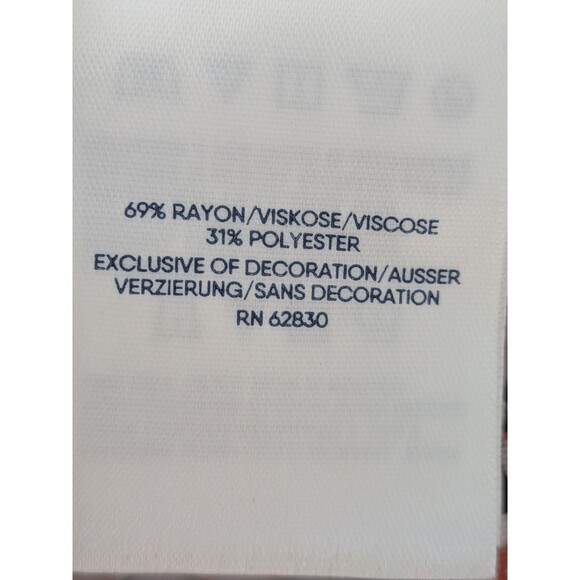 69% RAYON/VISKOSE/VISCOSE
31% POLYESTER
EXCLUSIVE OF DECORATION/AUSSER
VERZIERUNG/SANS DECORATION
RN 62830